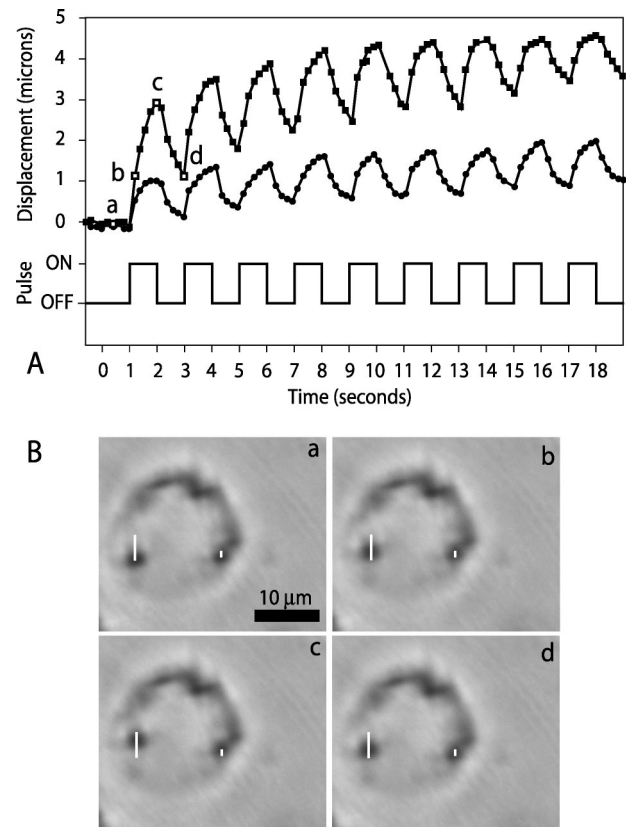 5
4
3
2
1
0
Displacement (microns)
a
b
c
d
ON
OFF
Pulse
0 1 2 3 4 5 6 7 8 9 10 11 12 13 14 15 16 17 18
Time (seconds)
A
B
a
10 μm
b
c
d